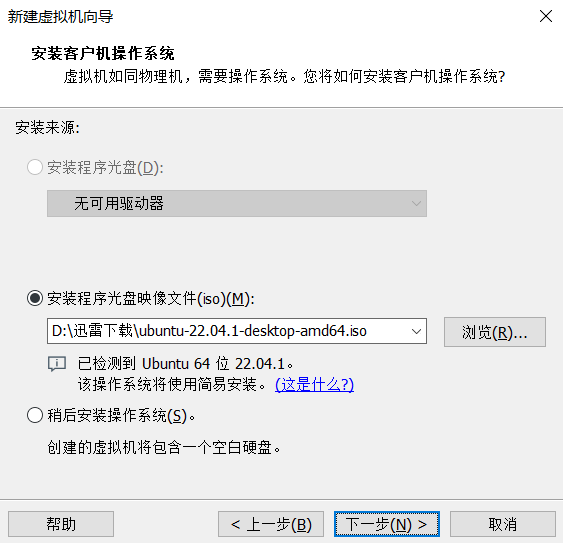 新建虚拟机向导
安装客户机操作系统
虚拟机如同物理机，需要操作系统。您将如何安装客户机操作系统?
安装来源:
安装程序光盘(D):
无可用驱动器
安装程序光盘映像文件(iso)(M):
D:\迅雷下载\ubuntu-22.04.1-desktop-amd64.iso
浏览(R)...
已检测到 Ubuntu 64 位 22.04.1。
该操作系统将使用简易安装。(这是什么?)
稍后安装操作系统(S)。
创建的虚拟机将包含一个空白硬盘。
帮助
< 上一步(B)
下一步(N) >
取消